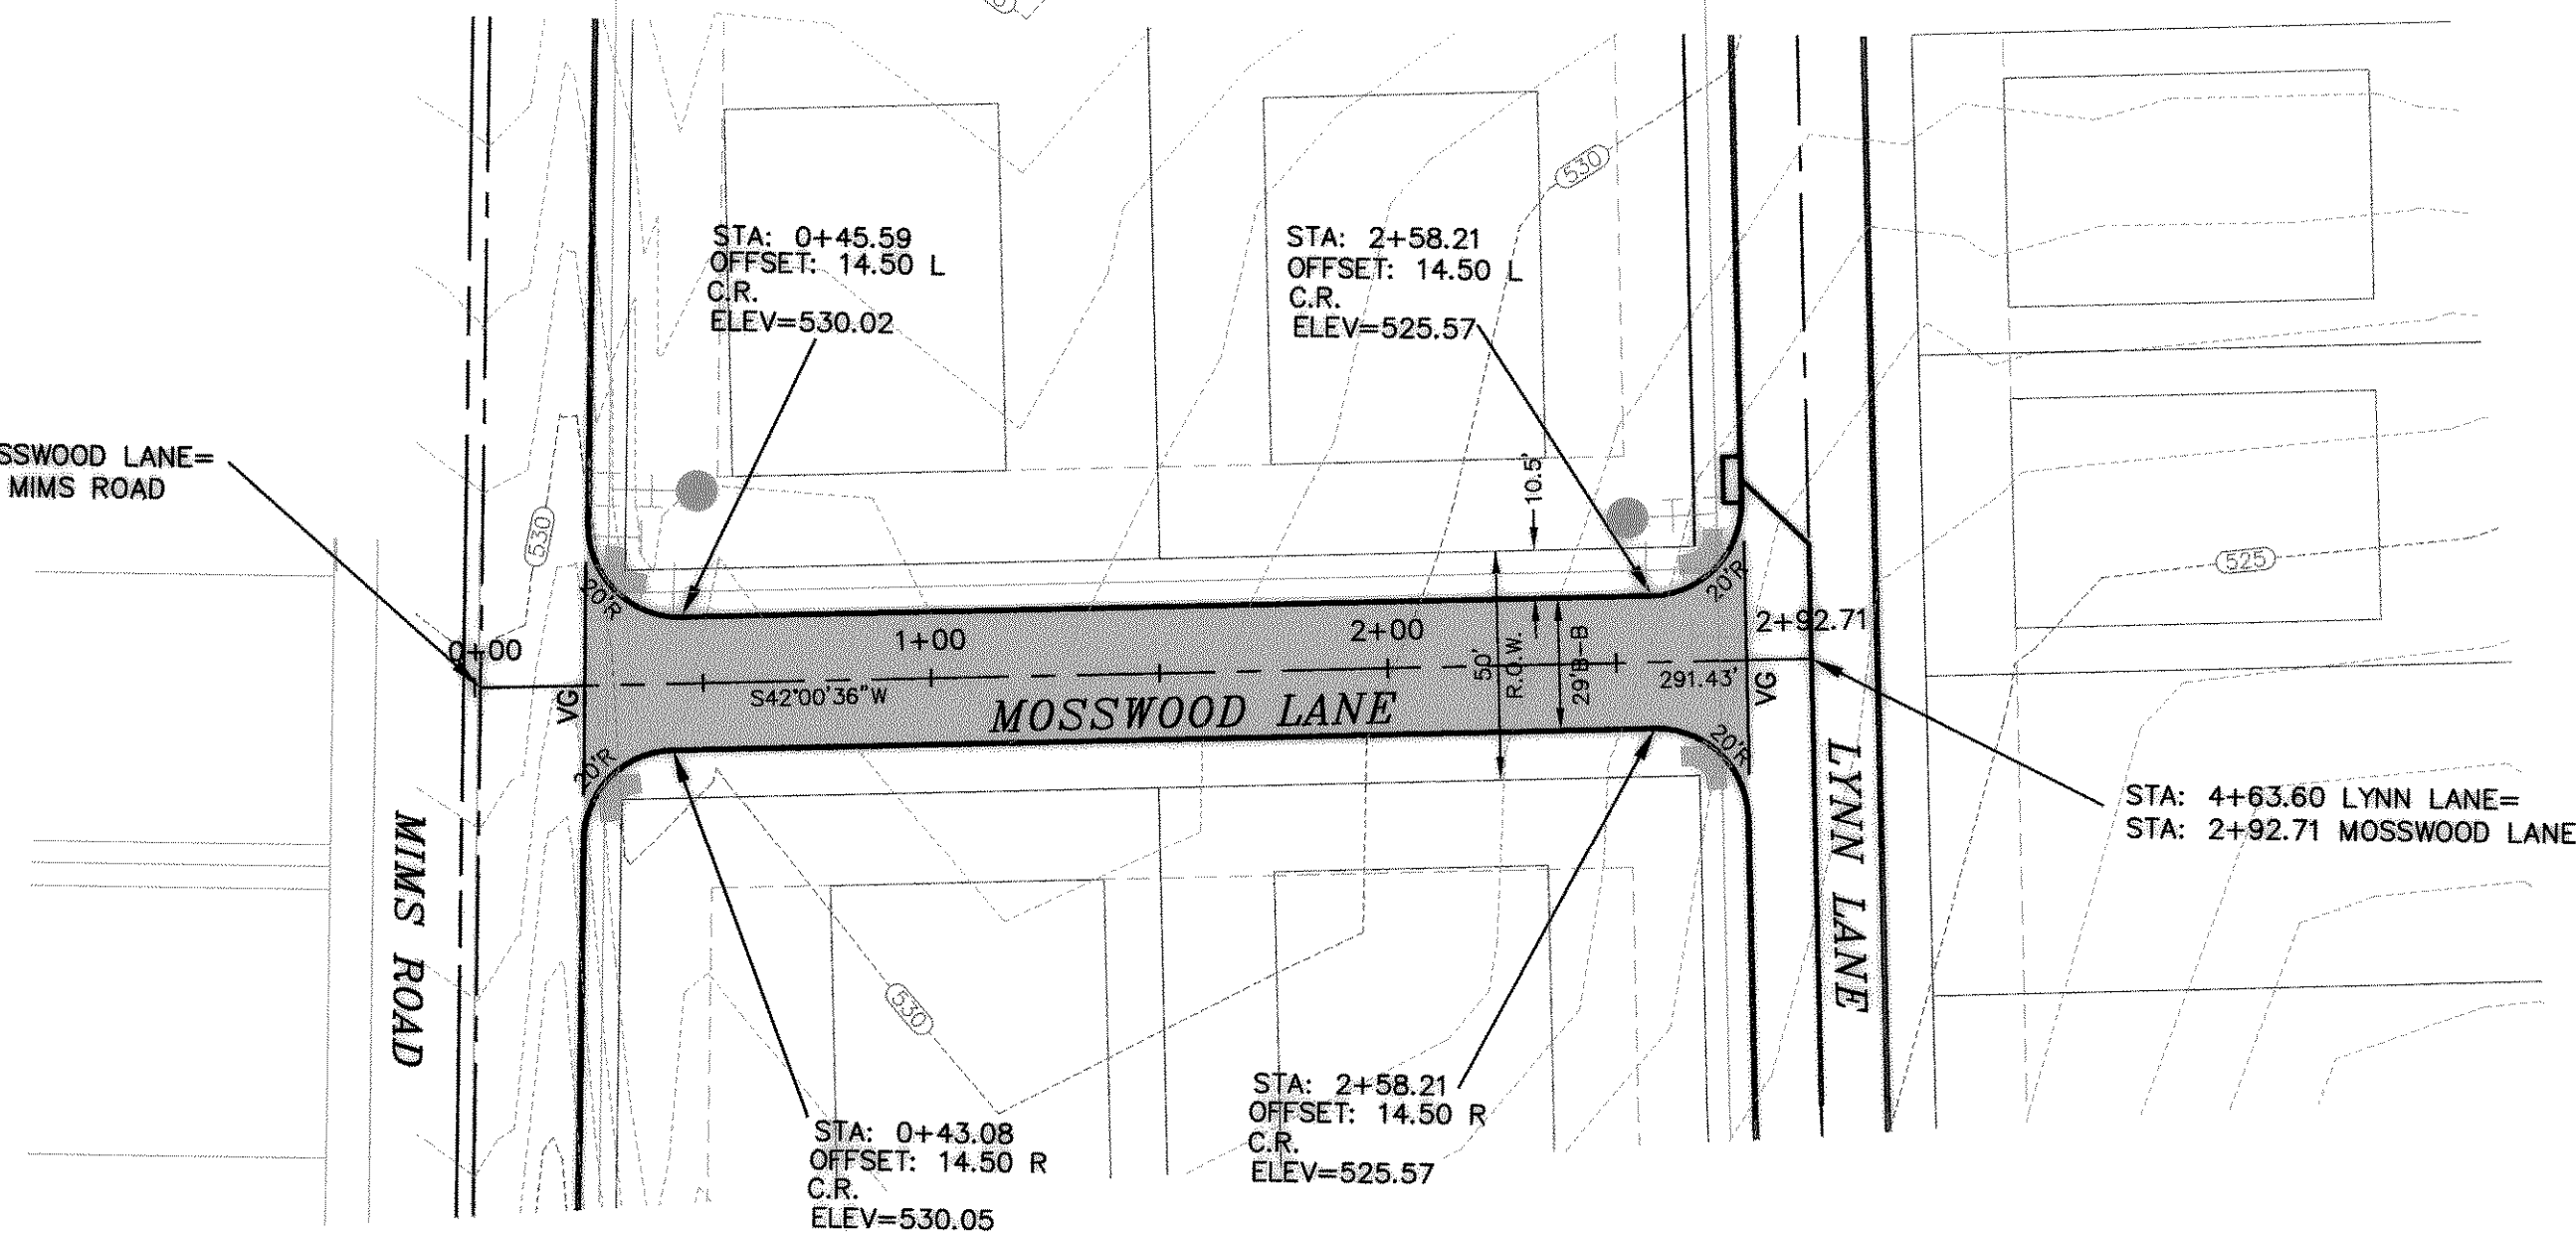 530
STA: 0+45.59
OFFSET: 14.50 L
C.R.
ELEV=530.02
STA: 2+58.21
OFFSET: 14.50 L
C.R.
ELEV=525.57
SSWOOD LANE=
MIMS ROAD
10.5'
530
525
20'R
20'R
0+00
1+00
2+00
2+92.71
50'
R.O.W.
29'B-B
VG
S42°00'36"W
MOSSWOOD LANE
291.43'
VG
20'R
20'R
MIMS ROAD
LYNN LANE
STA: 4+63.60 LYNN LANE=
STA: 2+92.71 MOSSWOOD LANE
530
STA: 0+43.08
OFFSET: 14.50 R
C.R.
ELEV=530.05
STA: 2+58.21
OFFSET: 14.50 R
C.R.
ELEV=525.57